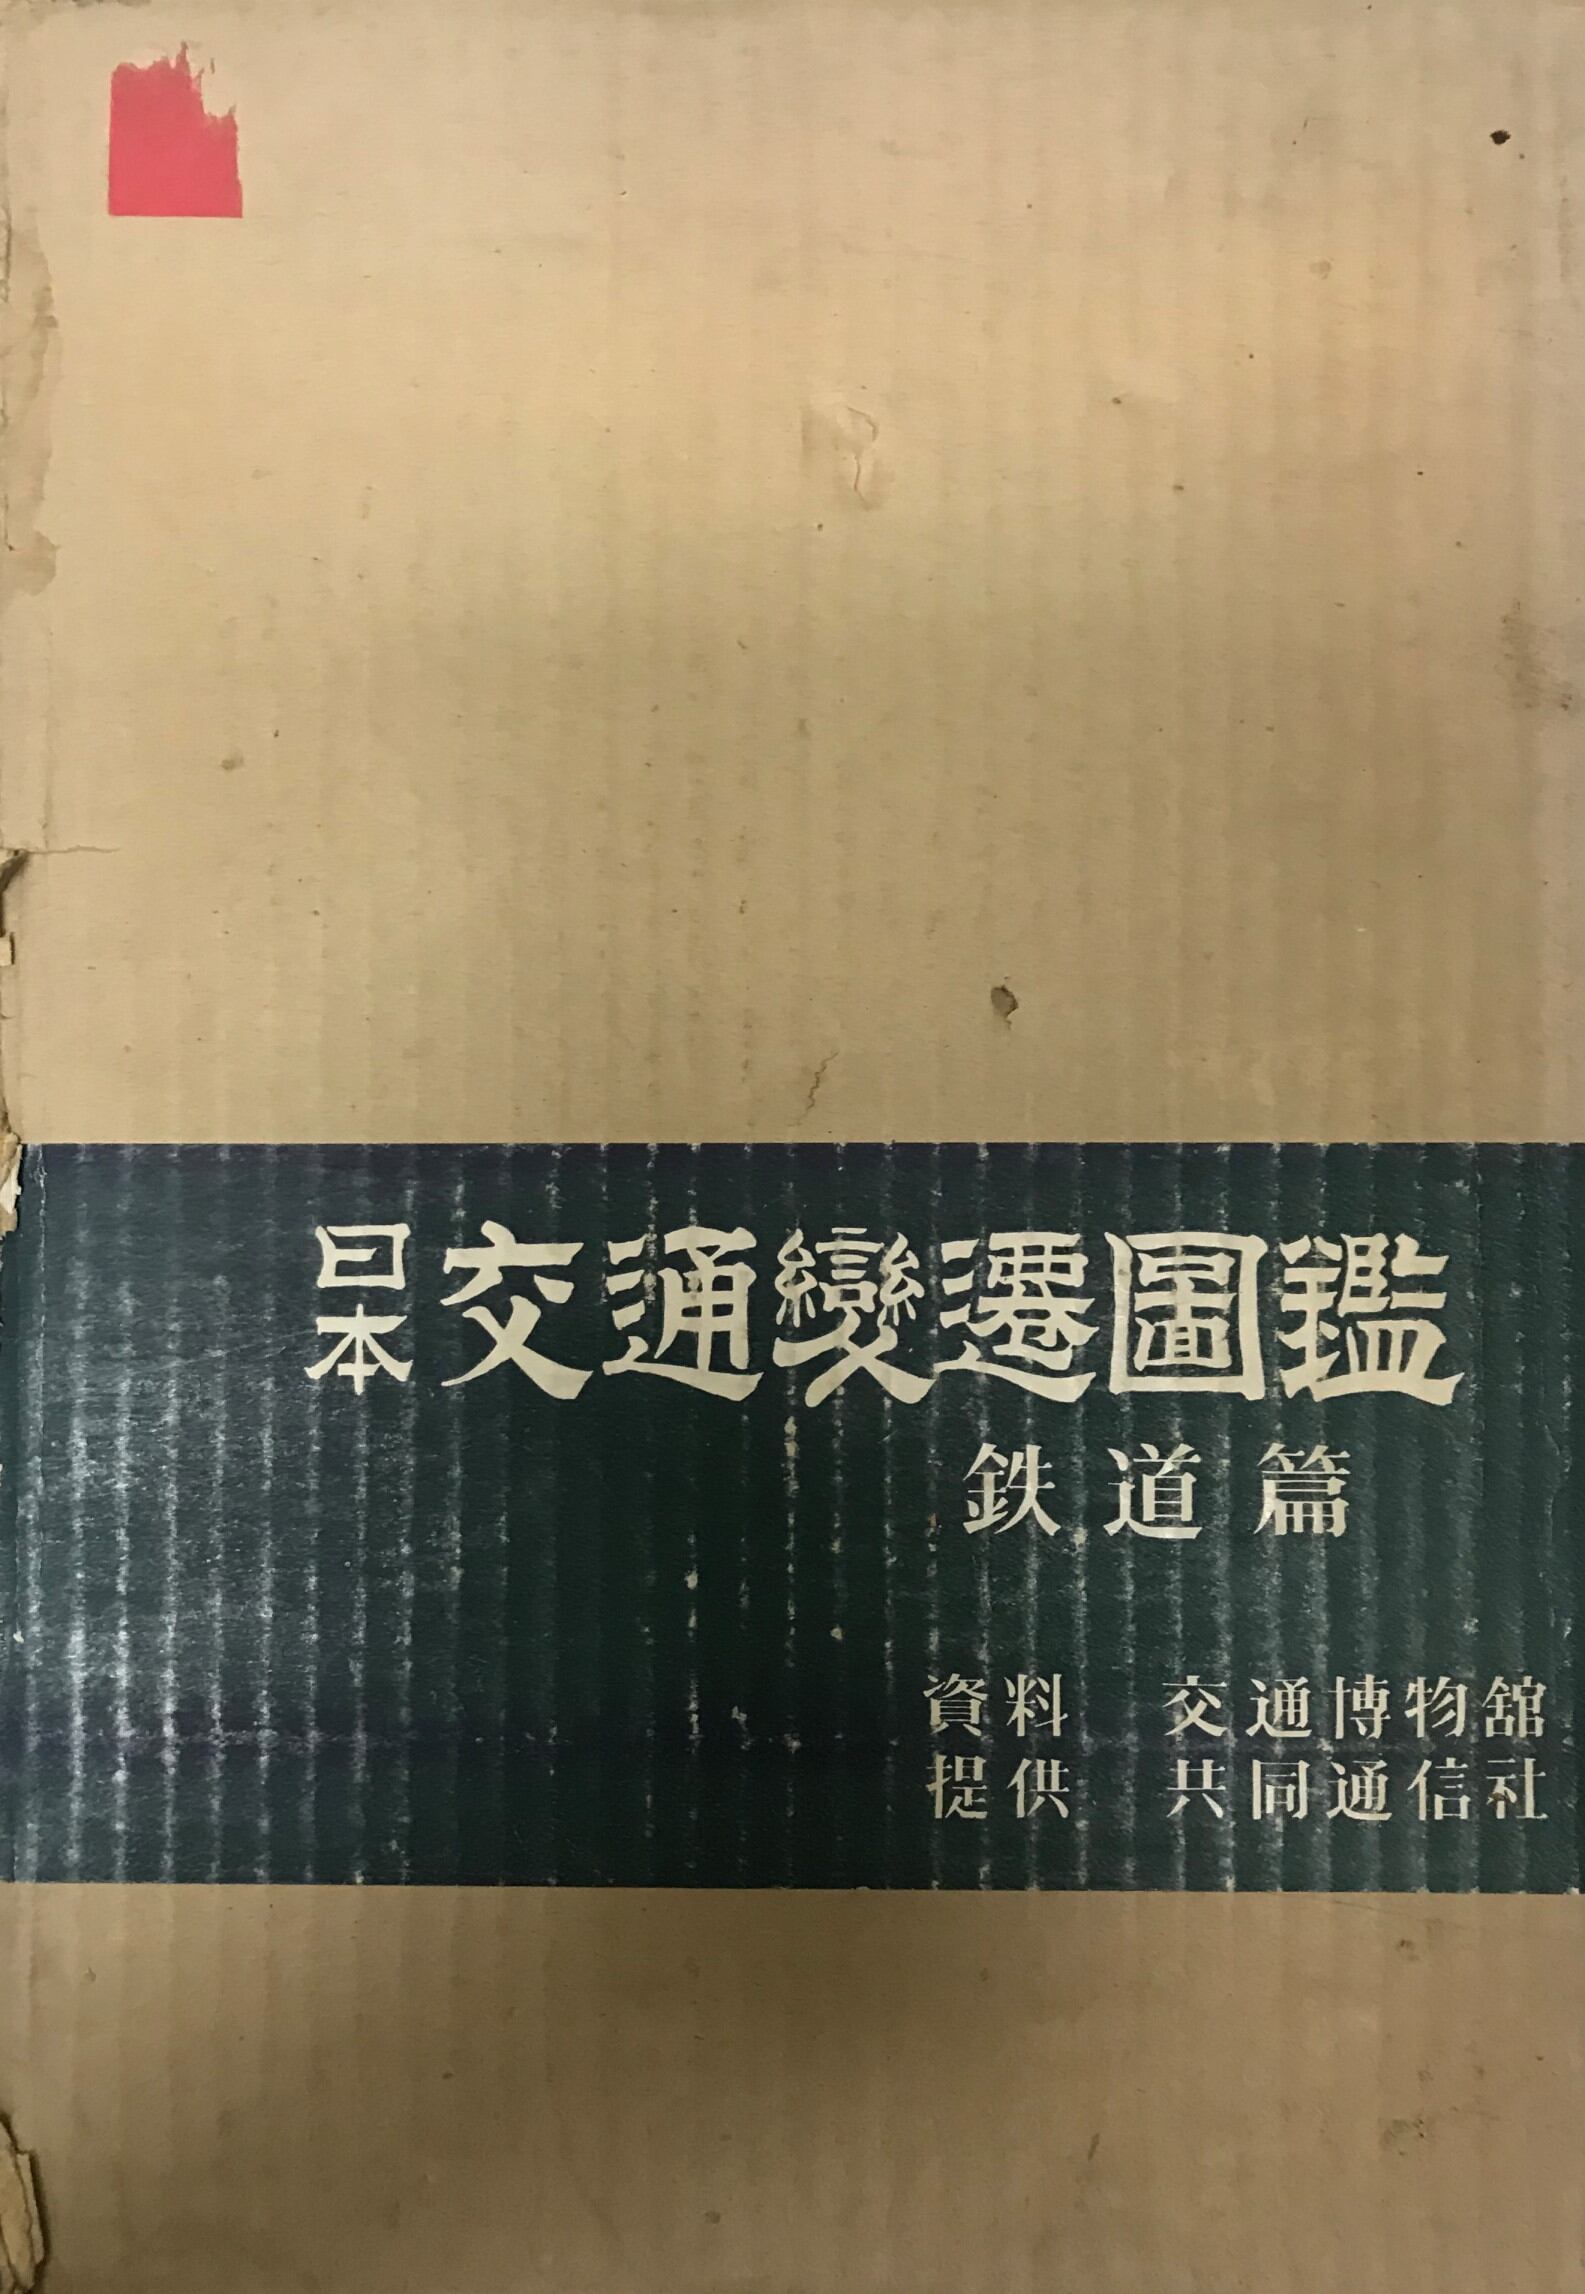 日本交通變遷圖鑑
鉄道篇
資料 交通博物舘
提供 共同通信社